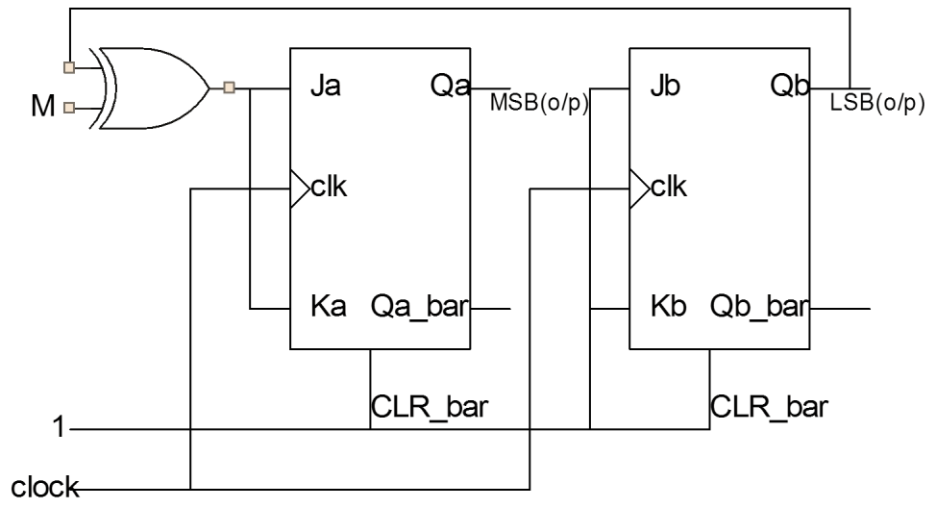 Ja Qa Jb Qb
M MSB(o/p) LSB(o/p)
clk clk
Ka Qa_bar Kb Qb_bar
CLR_bar CLR_bar
1
clock